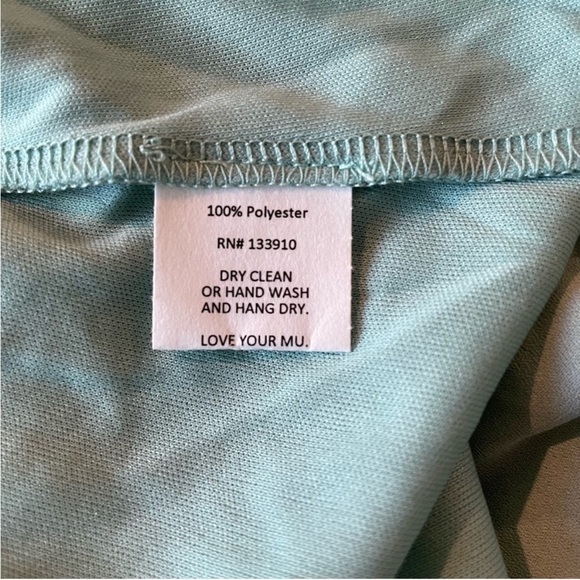 100% Polyester
RN# 133910
DRY CLEAN
OR HAND WASH
AND HANG DRY.
LOVE YOUR MU.